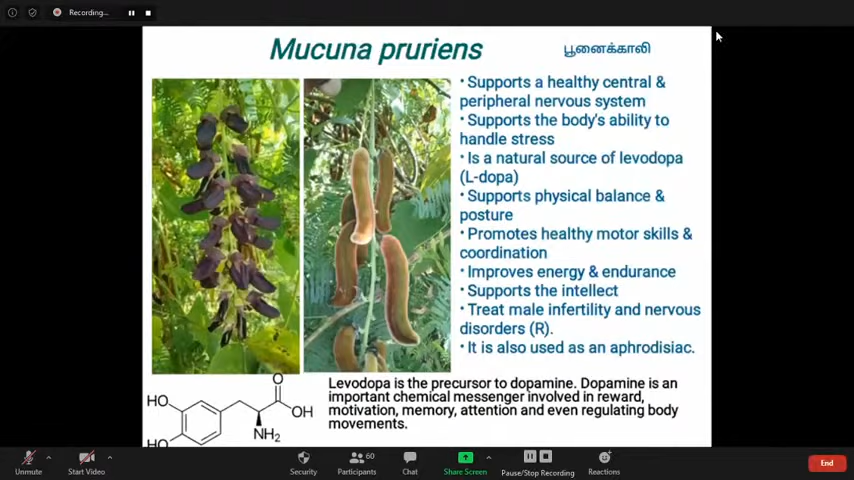 Recording...
Mucuna pruriens
பூனைக்காலி
• Supports a healthy central &
peripheral nervous system
• Supports the body's ability to
handle stress
• Is a natural source of levodopa
(L-dopa)
• Supports physical balance &
posture
• Promotes healthy motor skills &
coordination
• Improves energy & endurance
• Supports the intellect
• Treat male infertility and nervous
disorders (R).
• It is also used as an aphrodisiac.
O
HO
OH
NH2
HO
Levodopa is the precursor to dopamine. Dopamine is an
important chemical messenger involved in reward,
motivation, memory, attention and even regulating body
movements.
Unmute
Start Video
Security
Participants 60
Chat
Share Screen
Pause/Stop Recording
Reactions
End